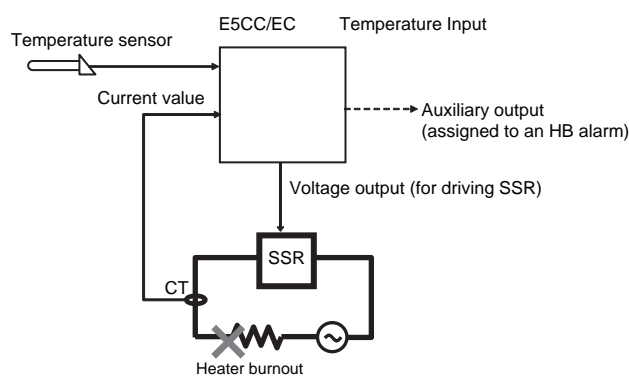 E5CC/EC
Temperature Input
Temperature sensor
Current value
Auxiliary output
(assigned to an HB alarm)
Voltage output (for driving SSR)
SSR
CT
Heater burnout